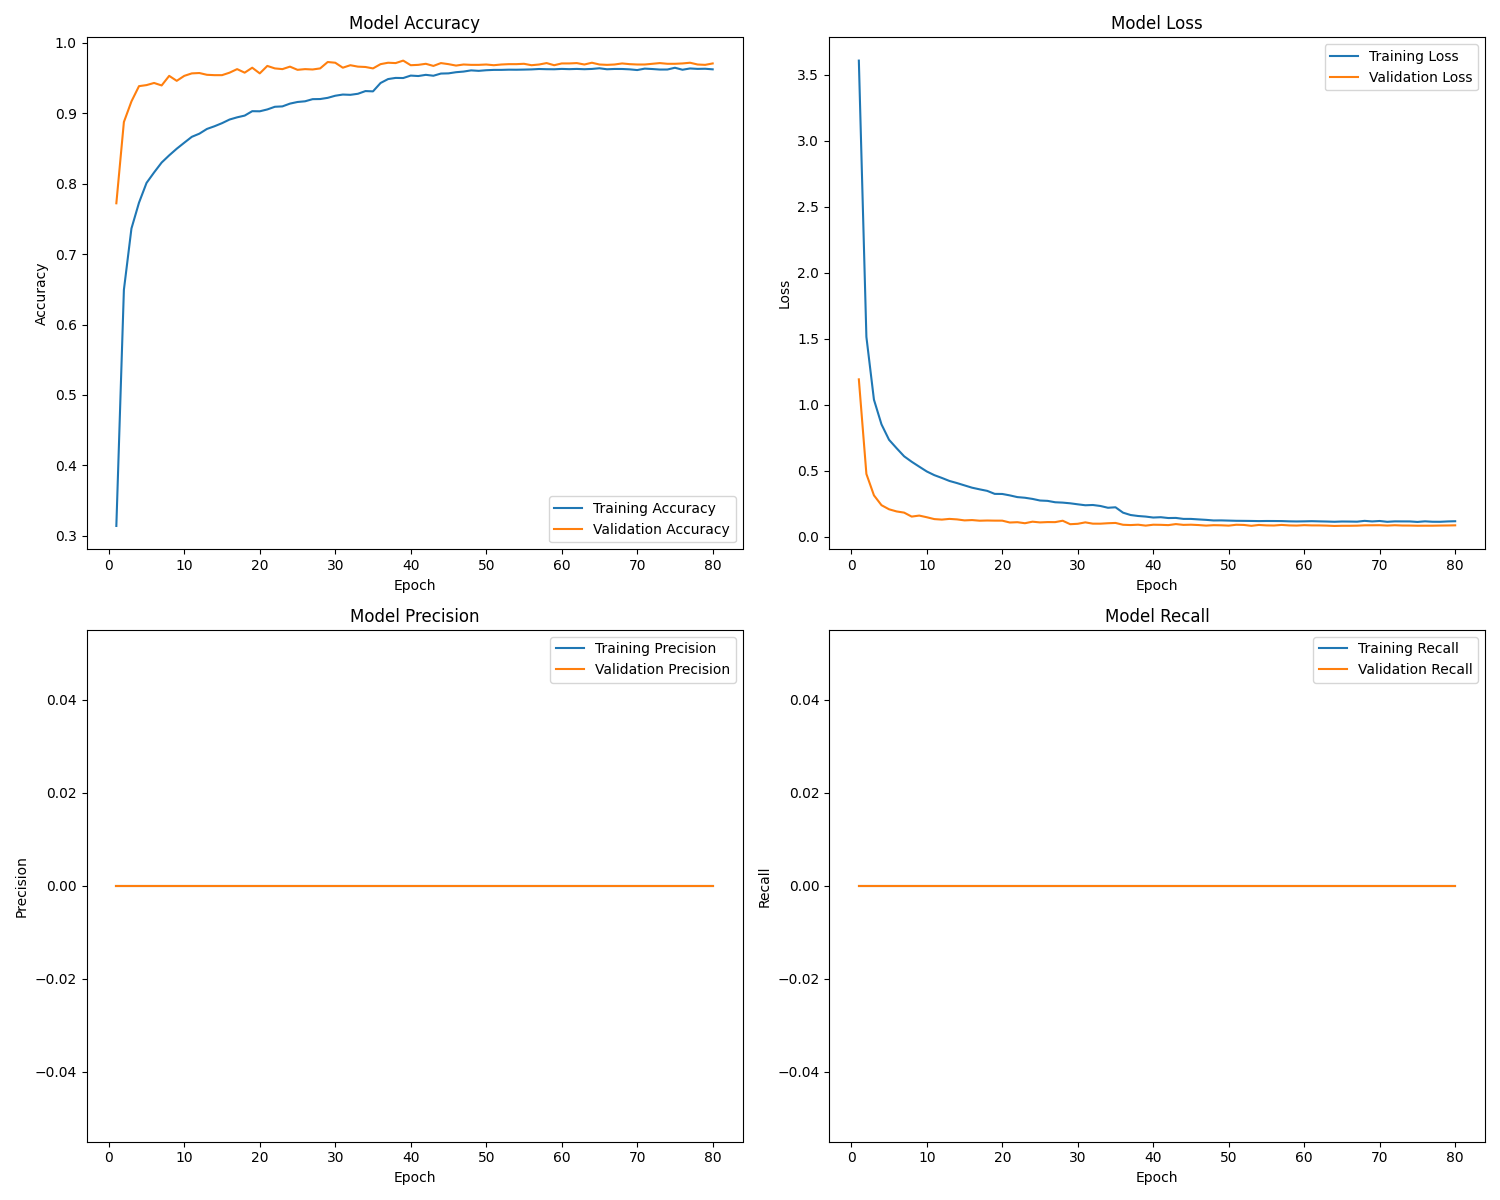 Model Accuracy
1.0
0.9
0.8
0.7
0.6
0.5
0.4
0.3
Accuracy
Training Accuracy
Validation Accuracy
0 10 20 30 40 50 60 70 80
Epoch
Model Loss
3.5
3.0
2.5
2.0
1.5
1.0
0.5
0.0
Loss
Training Loss
Validation Loss
0 10 20 30 40 50 60 70 80
Epoch
Model Precision
0.04
0.02
0.00
−0.02
−0.04
Precision
Training Precision
Validation Precision
0 10 20 30 40 50 60 70 80
Epoch
Model Recall
0.04
0.02
0.00
−0.02
−0.04
Recall
Training Recall
Validation Recall
0 10 20 30 40 50 60 70 80
Epoch